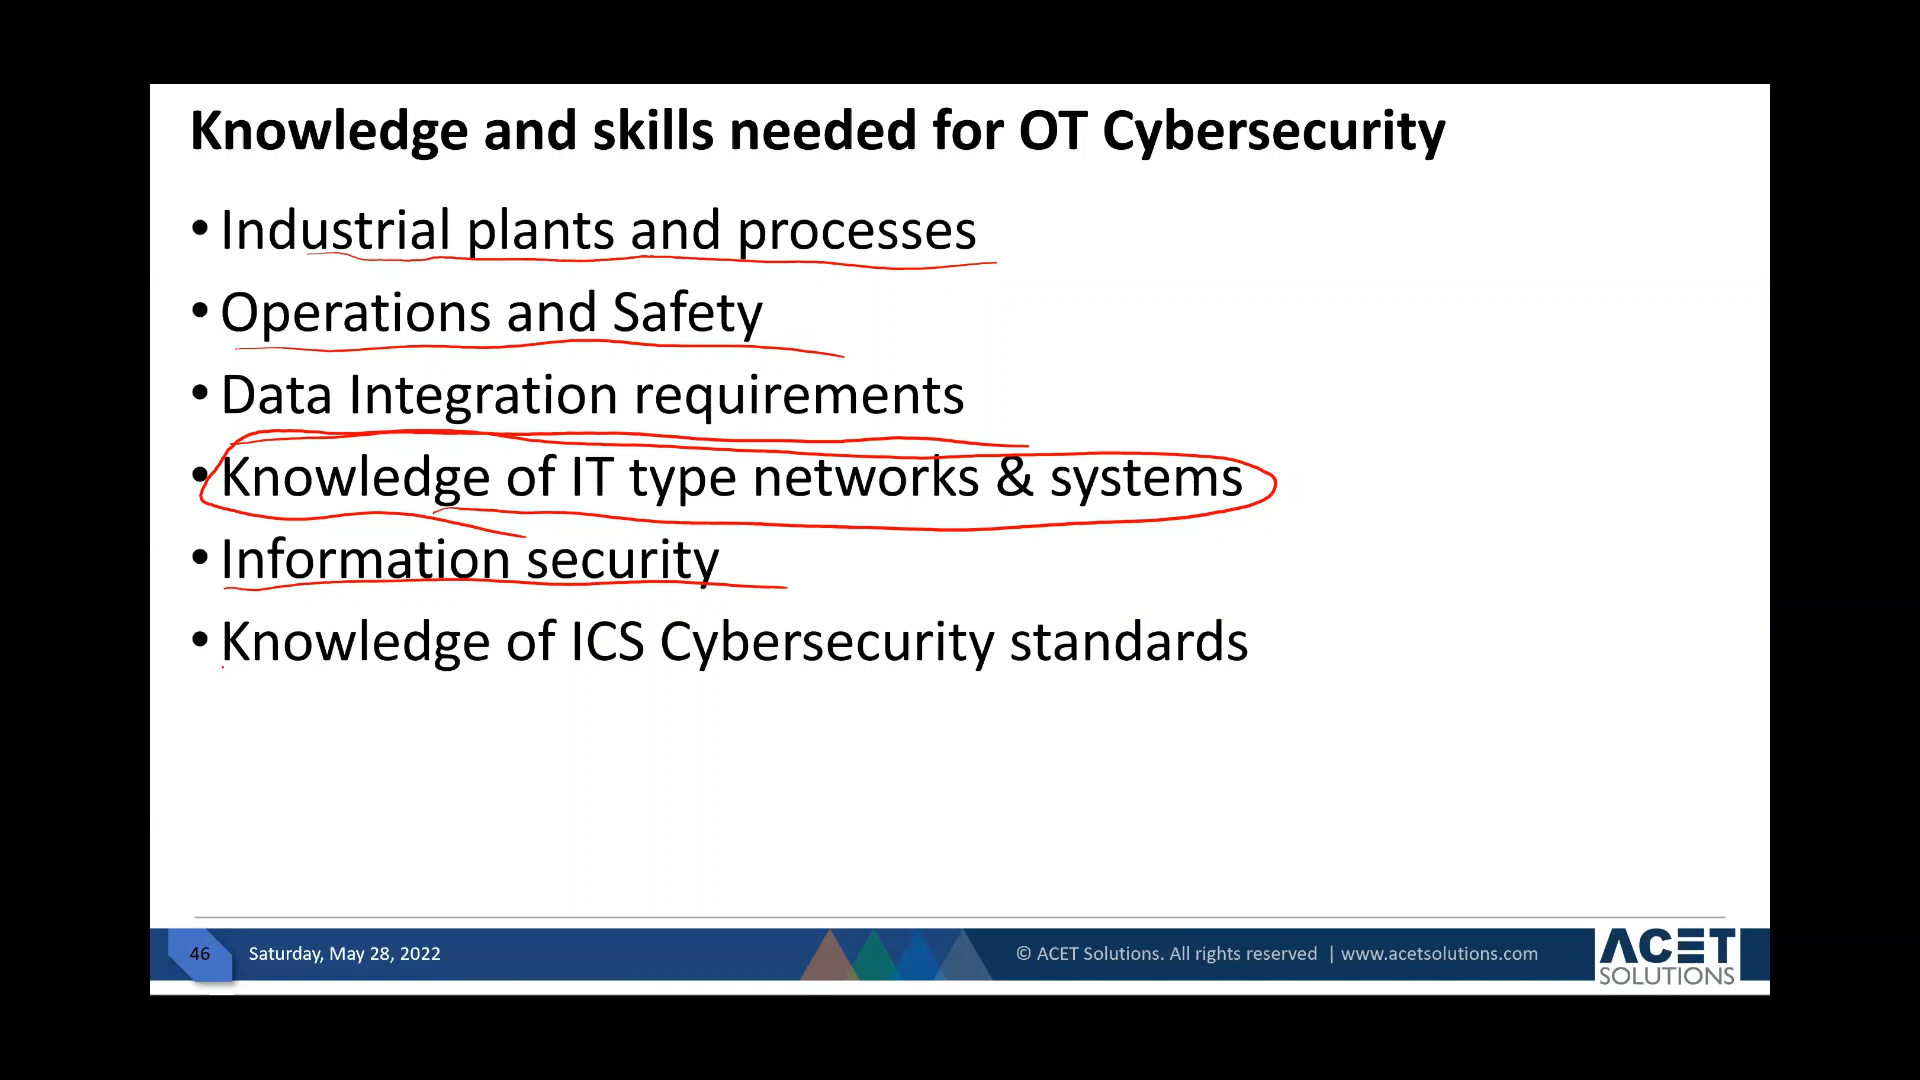 Knowledge and skills needed for OT Cybersecurity
• Industrial plants and processes
• Operations and Safety
• Data Integration requirements
• Knowledge of IT type networks & systems
• Information security
• Knowledge of ICS Cybersecurity standards
46 Saturday, May 28, 2022 © ACET Solutions. All rights reserved | www.acetsolutions.com
ACET
SOLUTIONS